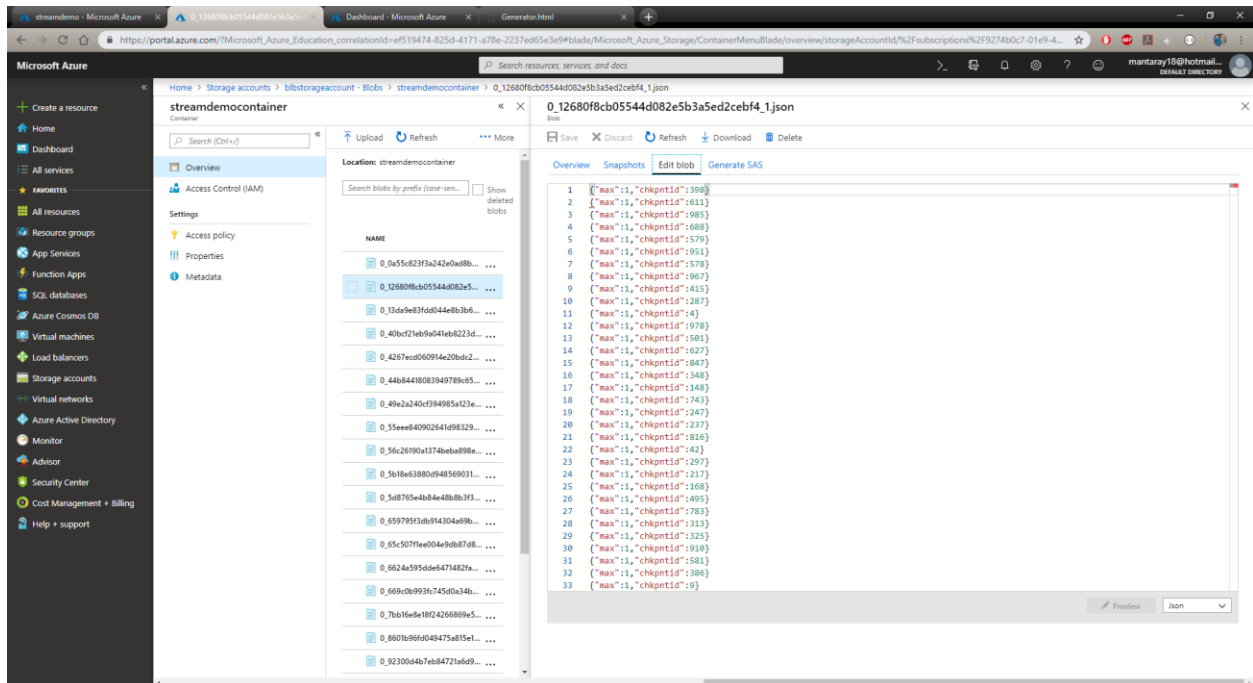 streamdemo - Microsoft Azure
0_12680f8cb05544d082e5b3a5e
Dashboard - Microsoft Azure
Generator.html
https://portal.azure.com/?Microsoft_Azure_Education_correlationId=ef519474-825d-4171-a78e-2237ed65e3e9#blade/Microsoft_Azure_Storage/ContainerMenuBlade/overview/storageAccountId/%2Fsubscriptions%2F9274b0c7-01e9-4...
Microsoft Azure
Search resources, services, and docs
mantaray18@hotmail...
DEFAULT DIRECTORY
Create a resource
Home
Dashboard
All services
FAVORITES
All resources
Resource groups
App Services
Function Apps
SQL databases
Azure Cosmos DB
Virtual machines
Load balancers
Storage accounts
Virtual networks
Azure Active Directory
Monitor
Advisor
Security Center
Cost Management + Billing
Help + support
Home > Storage accounts > blbstorageaccount - Blobs > streamdemocontainer > 0_12680f8cb05544d082e5b3a5ed2cebf4_1.json
streamdemocontainer
Container
Search (Ctrl+/)
Overview
Access Control (IAM)
Settings
Access policy
Properties
Metadata
Upload Refresh ••• More
Location: streamdemocontainer
Search blobs by prefix (case-sen...
Show deleted blobs
NAME
0_0a55c823f3a242e0ad8b... ...
0_12680f8cb05544d082e5... ...
0_13da9e83fdd044e8b3b6... ...
0_40bcf21eb9a041eb8223d... ...
0_4267ecd060914e20bdc2... ...
0_44b84418083949789c65... ...
0_49e2a240cf394985a123e... ...
0_55eee840902641d98329... ...
0_56c26190a1374beba898e... ...
0_5b18e63880d948569031... ...
0_5d8765e4b84e48b8b3f3... ...
0_659795f3db914304a69b... ...
0_65c507f1ee004e9db87d8... ...
0_6624a595dde6471482fa... ...
0_669c0b993fc745d0a34b... ...
0_7bb16e8e18f24266869e5... ...
0_8601b96fd049475a815e1... ...
0_92300d4b7eb84721a6d9... ...
0_12680f8cb05544d082e5b3a5ed2cebf4_1.json
Blob
Save Discard Refresh Download Delete
Overview Snapshots Edit blob Generate SAS
1 {"max":1,"chkpntid":398}
2 {"max":1,"chkpntid":611}
3 {"max":1,"chkpntid":985}
4 {"max":1,"chkpntid":688}
5 {"max":1,"chkpntid":579}
6 {"max":1,"chkpntid":951}
7 {"max":1,"chkpntid":578}
8 {"max":1,"chkpntid":967}
9 {"max":1,"chkpntid":415}
10 {"max":1,"chkpntid":287}
11 {"max":1,"chkpntid":4}
12 {"max":1,"chkpntid":978}
13 {"max":1,"chkpntid":501}
14 {"max":1,"chkpntid":627}
15 {"max":1,"chkpntid":847}
16 {"max":1,"chkpntid":348}
17 {"max":1,"chkpntid":148}
18 {"max":1,"chkpntid":743}
19 {"max":1,"chkpntid":247}
20 {"max":1,"chkpntid":237}
21 {"max":1,"chkpntid":816}
22 {"max":1,"chkpntid":42}
23 {"max":1,"chkpntid":297}
24 {"max":1,"chkpntid":217}
25 {"max":1,"chkpntid":168}
26 {"max":1,"chkpntid":495}
27 {"max":1,"chkpntid":783}
28 {"max":1,"chkpntid":313}
29 {"max":1,"chkpntid":325}
30 {"max":1,"chkpntid":910}
31 {"max":1,"chkpntid":581}
32 {"max":1,"chkpntid":386}
33 {"max":1,"chkpntid":9}
Preview
Json